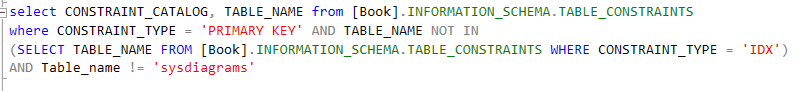 select CONSTRAINT_CATALOG, TABLE_NAME from [Book].INFORMATION_SCHEMA.TABLE_CONSTRAINTS
where CONSTRAINT_TYPE = 'PRIMARY KEY' AND TABLE_NAME NOT IN
(SELECT TABLE_NAME FROM [Book].INFORMATION_SCHEMA.TABLE_CONSTRAINTS WHERE CONSTRAINT_TYPE = 'IDX')
AND Table_name != 'sysdiagrams'